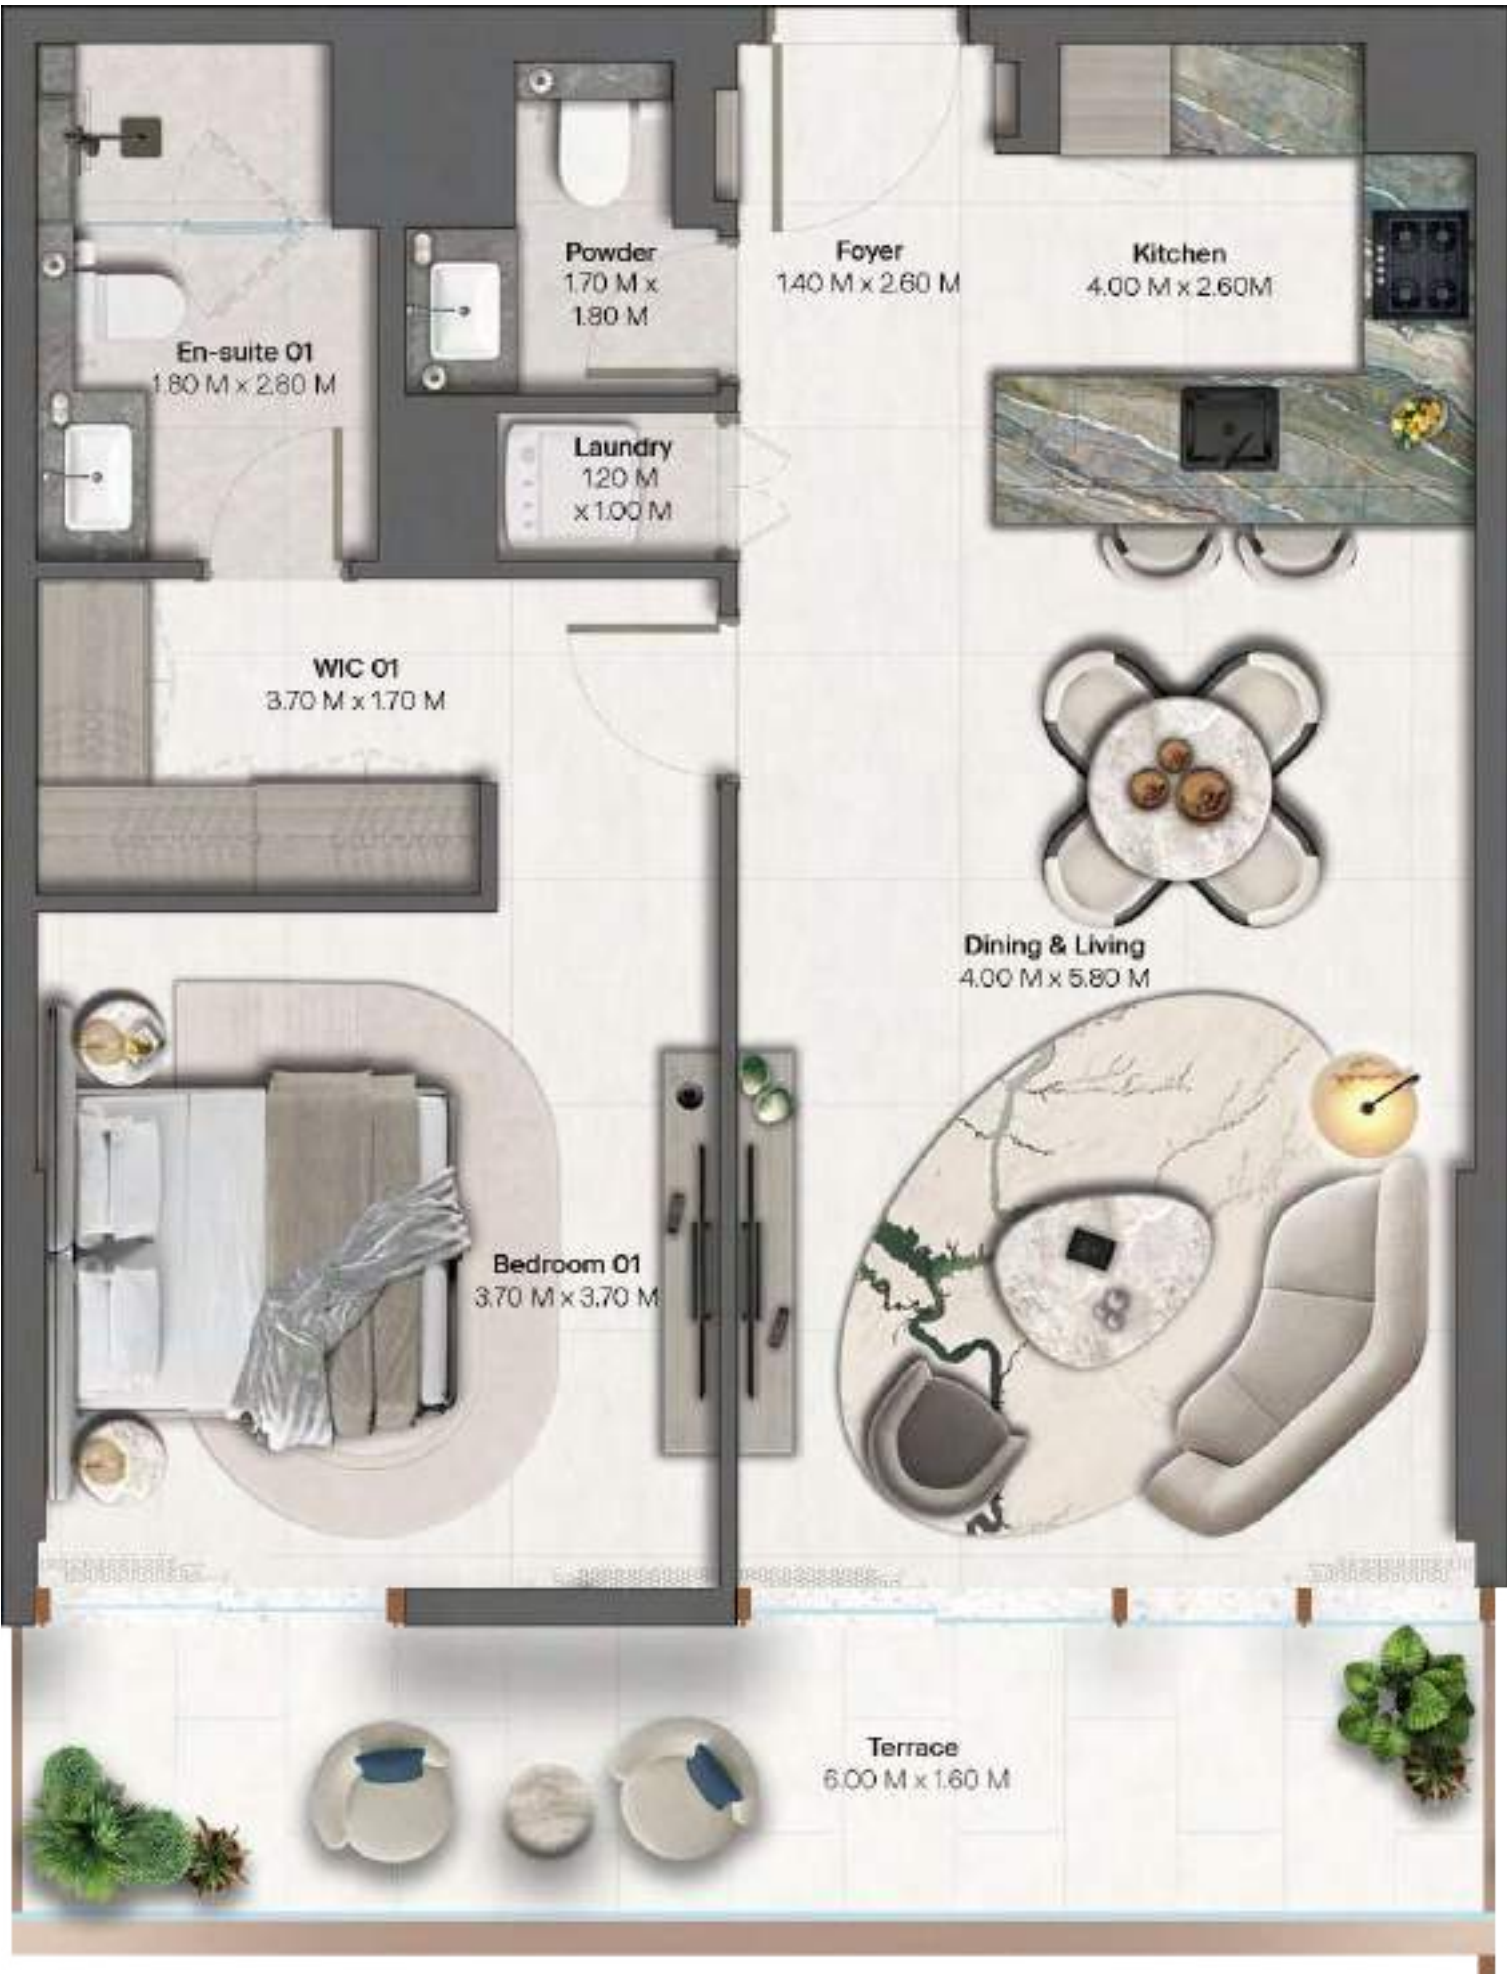 Powder
1.70 M x
1.80 M
Foyer
1.40 M x 2.60 M
Kitchen
4.00 M x 2.60M
En-suite 01
1.80 M x 2.80 M
Laundry
1.20 M
x 1.00 M
WIC 01
3.70 M x 1.70 M
Dining & Living
4.00 M x 5.80 M
Bedroom 01
3.70 M x 3.70 M
Terrace
6.00 M x 1.60 M